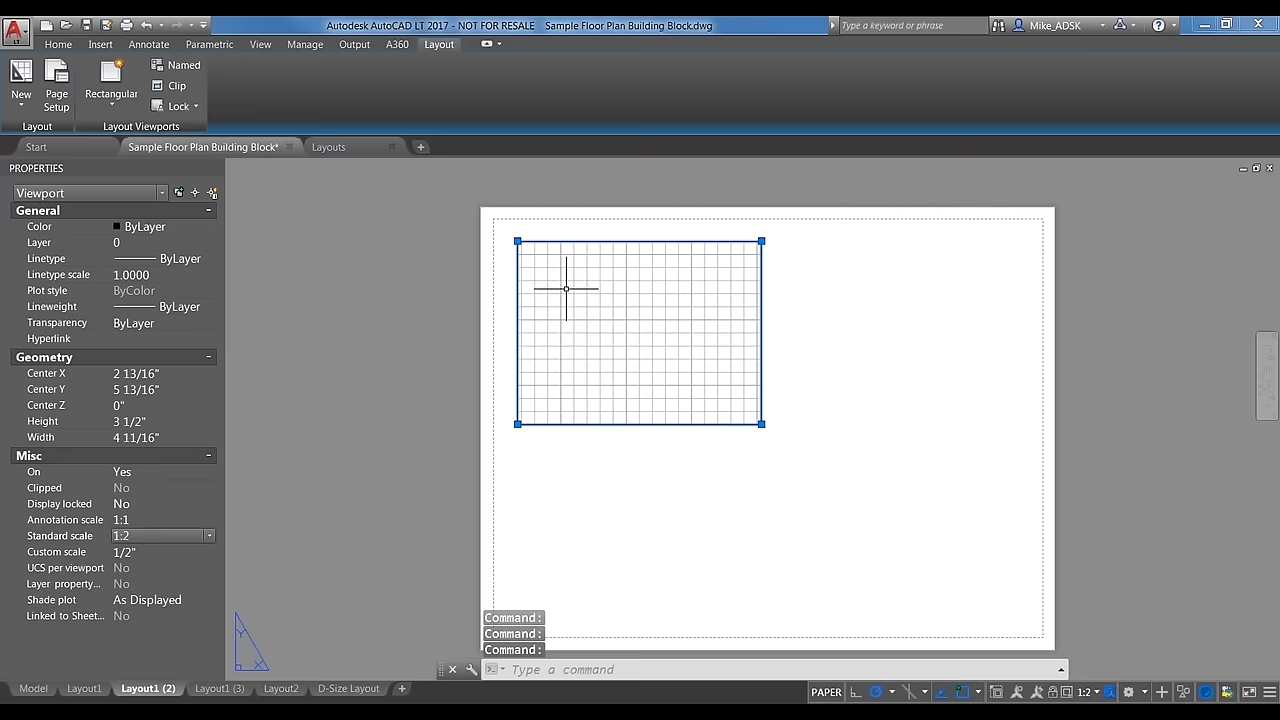 Autodesk AutoCAD LT 2017 - NOT FOR RESALE Sample Floor Plan Building Block.dwg
Type a keyword or phrase
Mike_ADSK
LT
Home Insert Annotate Parametric View Manage Output A360 Layout
New
Page Setup
Rectangular
Named
Clip
Lock
Layout
Layout Viewports
Start
Sample Floor Plan Building Block*
Layouts
PROPERTIES
Viewport
General
Color ByLayer
Layer 0
Linetype ByLayer
Linetype scale 1.0000
Plot style ByColor
Lineweight ByLayer
Transparency ByLayer
Hyperlink
Geometry
Center X 2 13/16"
Center Y 5 13/16"
Center Z 0"
Height 3 1/2"
Width 4 11/16"
Misc
On Yes
Clipped No
Display locked No
Annotation scale 1:1
Standard scale 1:2
Custom scale 1/2"
UCS per viewport No
Layer property... No
Shade plot As Displayed
Linked to Sheet... No
Y
X
Command:
Command:
Command:
Type a command
Model Layout1 Layout1 (2) Layout1 (3) Layout2 D-Size Layout
PAPER
1:2